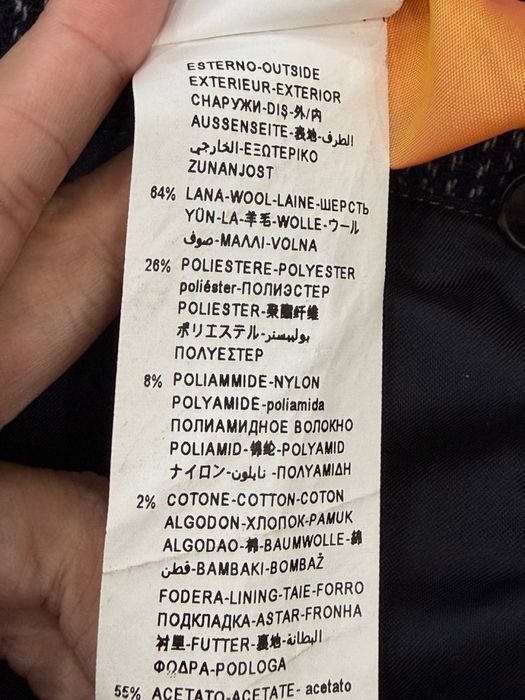 ESTERNO-OUTSIDE
EXTERIEUR-EXTERIOR
СНАРУЖИ-DIŞ-外/内
AUSSENSEITE-裏地-الطرف
الخارجي-ΕΞΩΤΕΡΙΚΟ
ZUNANJOST
64% LANA-WOOL-LAINE-ШЕРСТЬ
YÜN-LA-羊毛-WOLLE-ウール
صوف-ΜΑΛΛΙ-VOLNA
26% POLIESTERE-POLYESTER
poliéster-ПОЛИЭСТЕР
POLIESTER-聚酯纤维
ポリエステル-بوليستر
ΠΟΛΥΕΣΤΕΡ
8% POLIAMMIDE-NYLON
POLYAMIDE-poliamida
ПОЛИАМИДНОЕ ВОЛОКНО
POLIAMID-锦纶-POLYAMID
ナイロン-نايلون-ΠΟΛΥΑΜΙΔΗ
2% COTONE-COTTON-COTON
ALGODON-ХЛОПОК-PAMUK
ALGODAO-棉-BAUMWOLLE-綿
قطن-BAMBAKI-BOMBAŽ
FODERA-LINING-TAIE-FORRO
ПОДКЛАДКА-ASTAR-FRONHA
衬里-FUTTER-裏地-البطانة
ΦΟΔΡΑ-PODLOGA
55% ACETATO-ACETATE- acetato